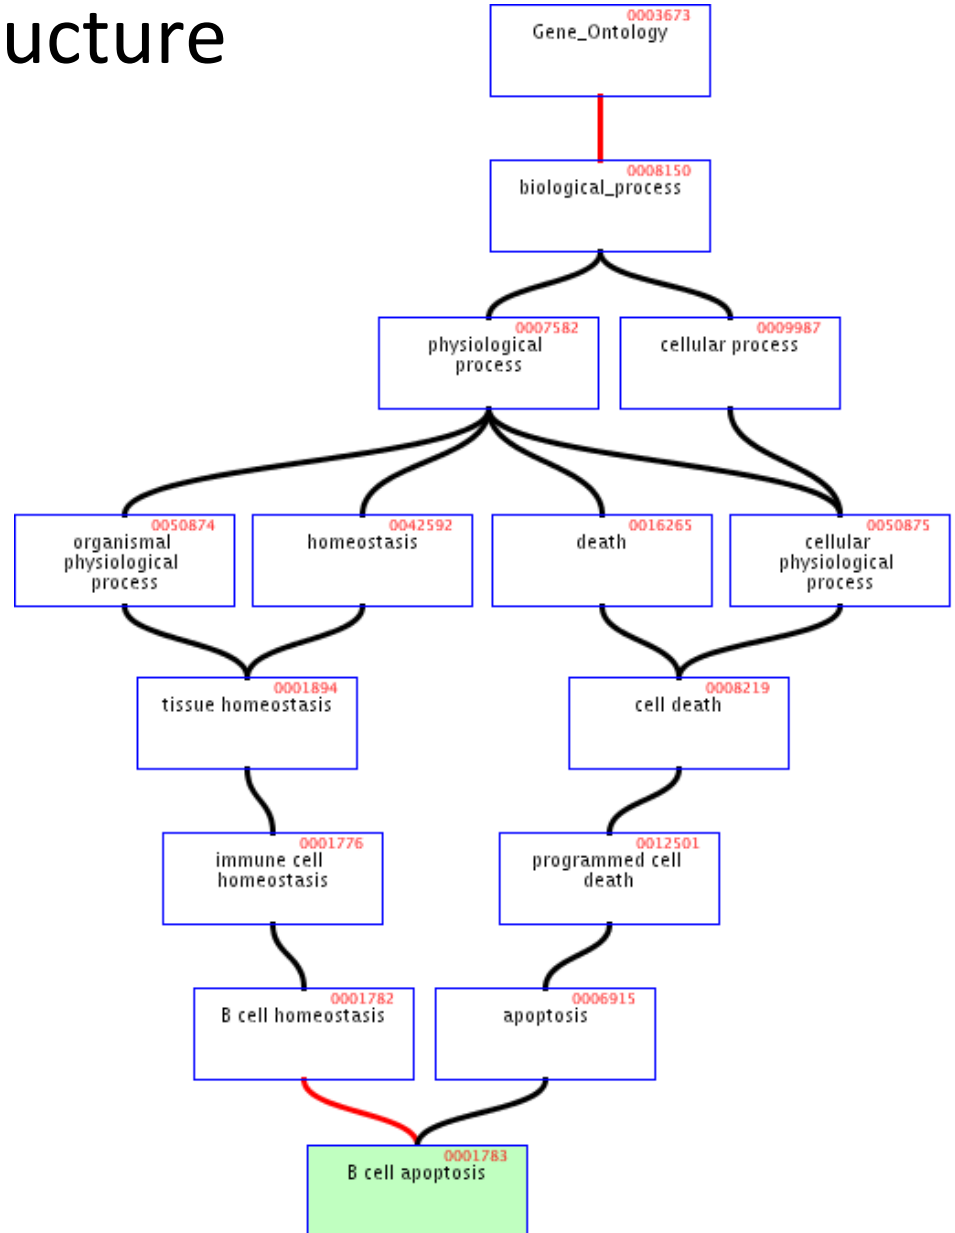 ucture
0003673
Gene_Ontology
0008150
biological_process
0007582
physiological
process
0009987
cellular process
0050874
organismal
physiological
process
0042592
homeostasis
0016265
death
0050875
cellular
physiological
process
0001894
tissue homeostasis
0008219
cell death
0001776
immune cell
homeostasis
0012501
programmed cell
death
0001782
B cell homeostasis
0006915
apoptosis
0001783
B cell apoptosis